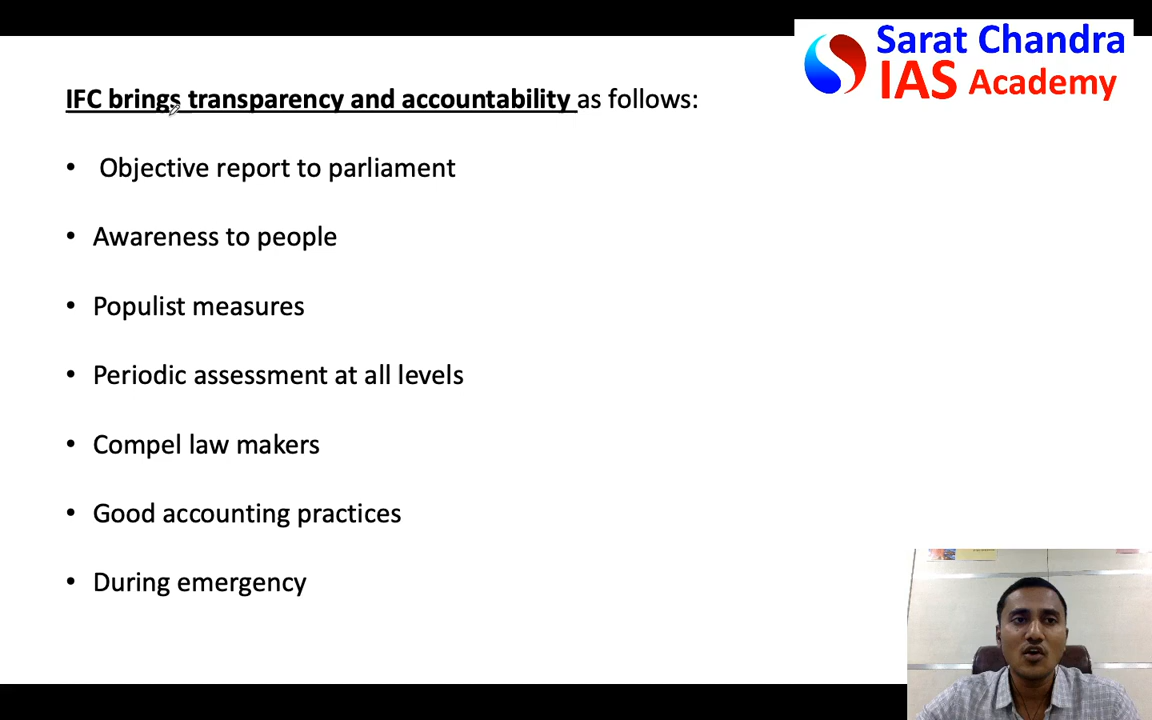 Sarat Chandra
IAS Academy
IFC brings transparency and accountability as follows:
• Objective report to parliament
• Awareness to people
• Populist measures
• Periodic assessment at all levels
• Compel law makers
• Good accounting practices
• During emergency